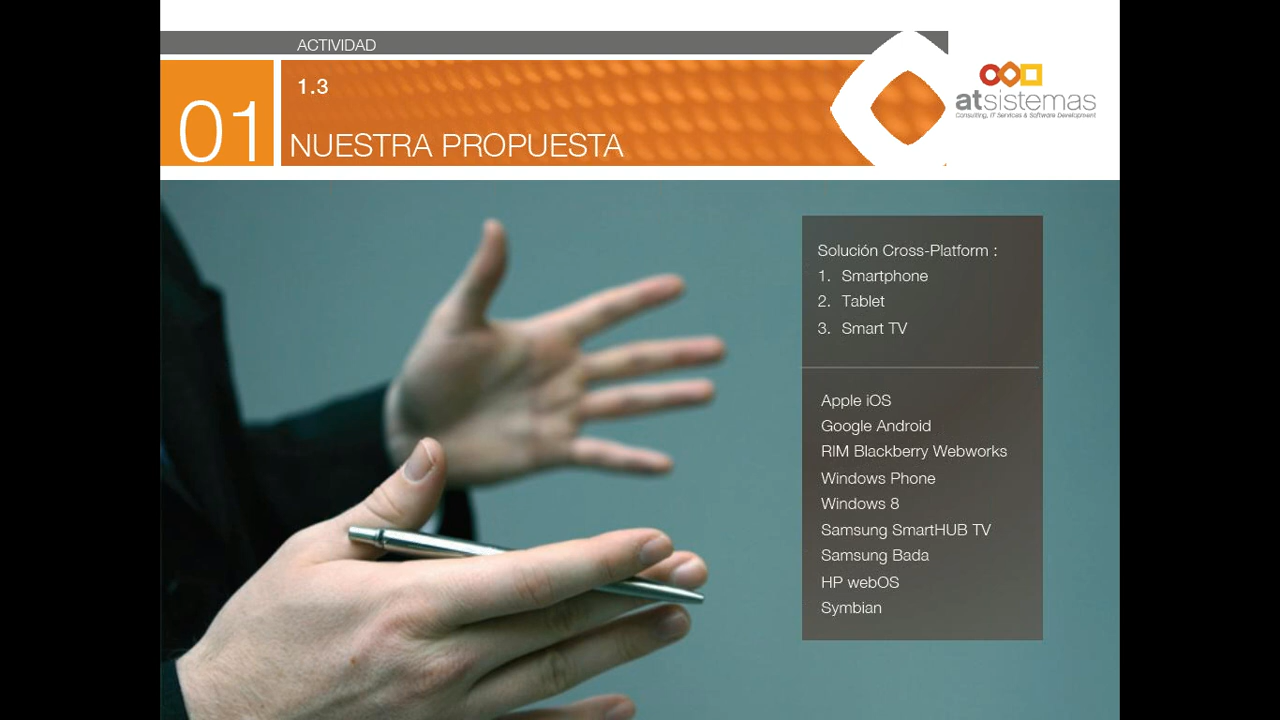 ACTIVIDAD
01
1.3
NUESTRA PROPUESTA
atsistemas
Consulting, IT Services & Software Development
Solución Cross-Platform :
1. Smartphone
2. Tablet
3. Smart TV
Apple iOS
Google Android
RIM Blackberry Webworks
Windows Phone
Windows 8
Samsung SmartHUB TV
Samsung Bada
HP webOS
Symbian